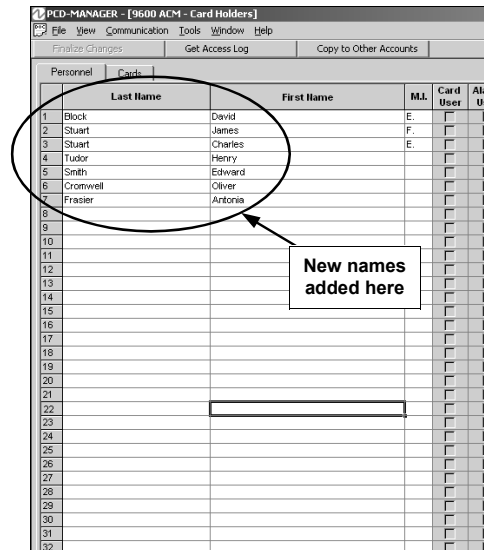 PCD-MANAGER - [9600 ACM - Card Holders]
File View Communication Tools Window Help
Finalize Changes Get Access Log Copy to Other Accounts
Personnel Cards
Last Name First Name M.I. Card User
1 Block David E.
2 Stuart James F.
3 Stuart Charles E.
4 Tudor Henry
5 Smith Edward
6 Cromwell Oliver
7 Frasier Antonia
8
9
10
11
12
13
14
15
16
17
18
19
20
21
22
23
24
25
26
27
28
29
30
31
32
New names
added here